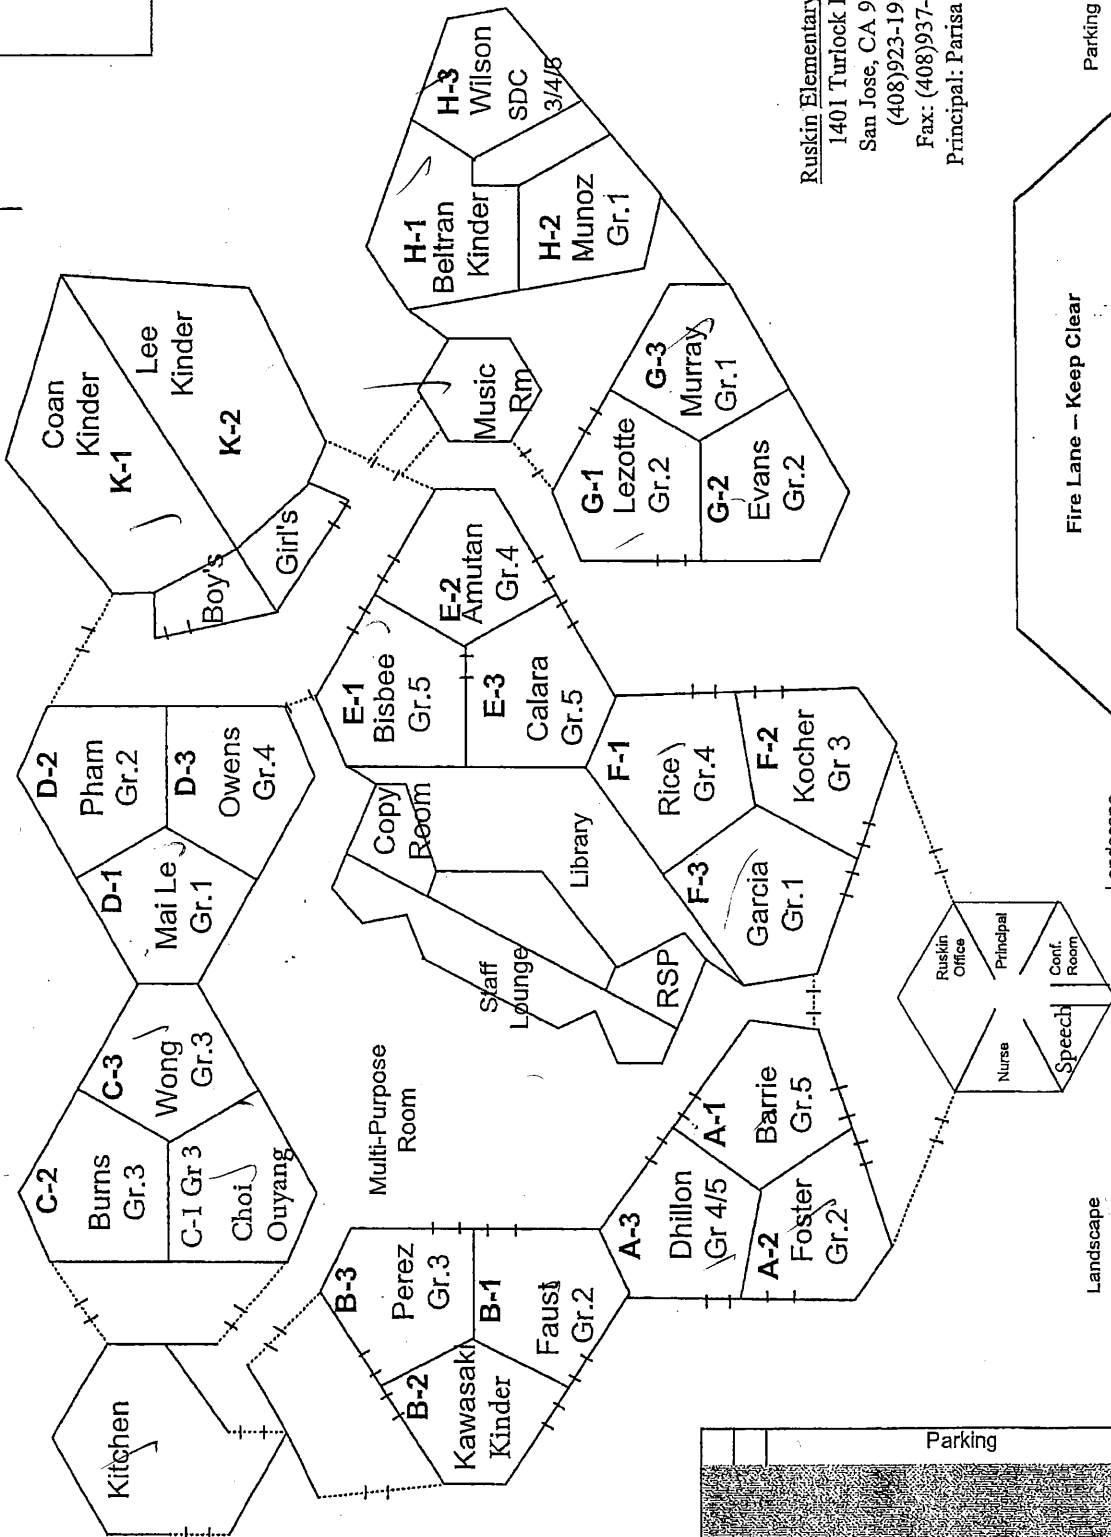 Kitchen
C-2
Burns
Gr.3
C-3
Wong
Gr.3
C-1 Gr 3
Choi
Ouyang
D-1
Mai Le
Gr.1
D-2
Pham
Gr.2
D-3
Owens
Gr.4
Boy's
Girl's
Coan
Kinder
K-1
Lee
Kinder
K-2
B-3
Perez
Gr.3
B-2
Kawasaki
Kinder
B-1
Faust
Gr.2
Multi-Purpose
Room
Staff
Lounge
Copy
Room
Library
RSP
E-1
Bisbee
Gr.5
E-2
Amutan
Gr.4
E-3
Calara
Gr.5
Music
Rm
H-1
Beltran
Kinder
H-3
Wilson
SDC
3/4/5
H-2
Munoz
Gr.1
A-3
Dhillon
Gr 4/5
A-1
Barrie
Gr.5
A-2
Foster
Gr.2
F-3
Garcia
Gr.1
F-1
Rice
Gr.4
F-2
Kocher
Gr 3
G-1
Lezotte
Gr.2
G-3
Murray
Gr.1
G-2
Evans
Gr.2
Ruskin Elementary
1401 Turlock
San Jose, CA 9
(408)923-19
Fax: (408)937-
Principal: Parisa
Nurse
Ruskin
Office
Principal
Speech
Conf.
Room
Parking
Landscape
Fire Lane – Keep Clear
Parking